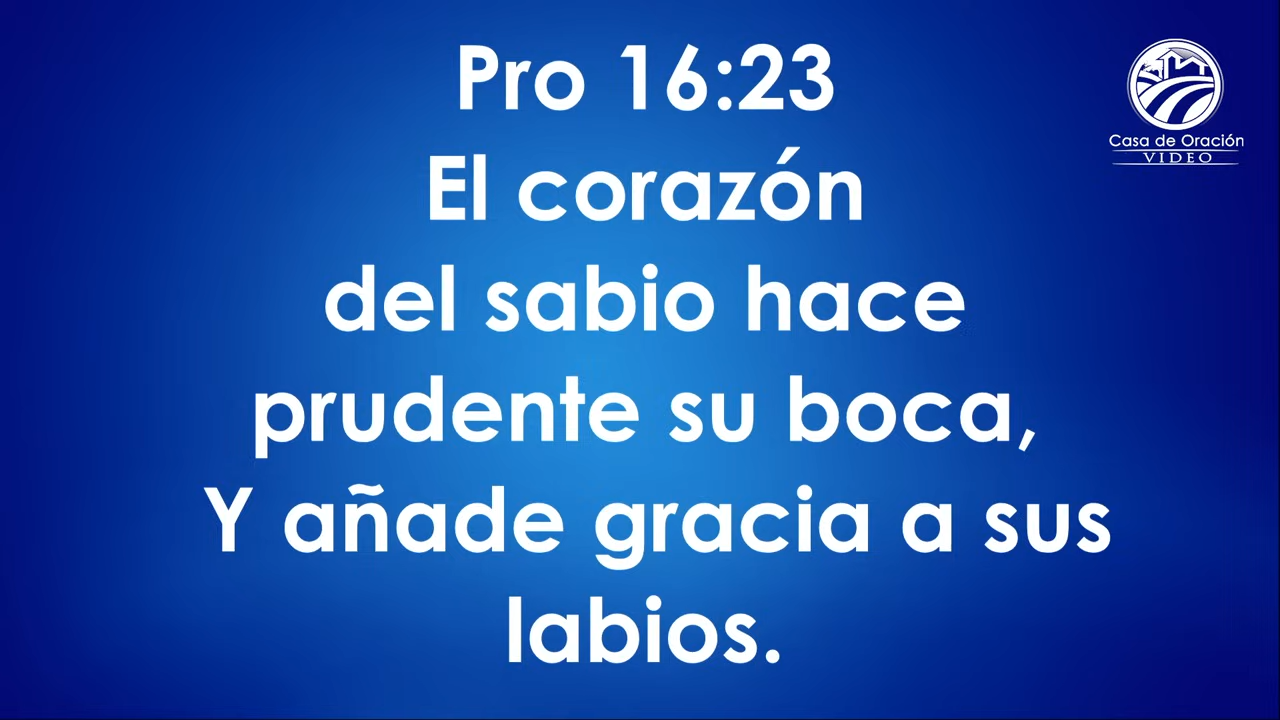 Pro 16:23
El corazón
del sabio hace
prudente su boca,
Y añade gracia a sus
labios.
Casa de Oración
VIDEO